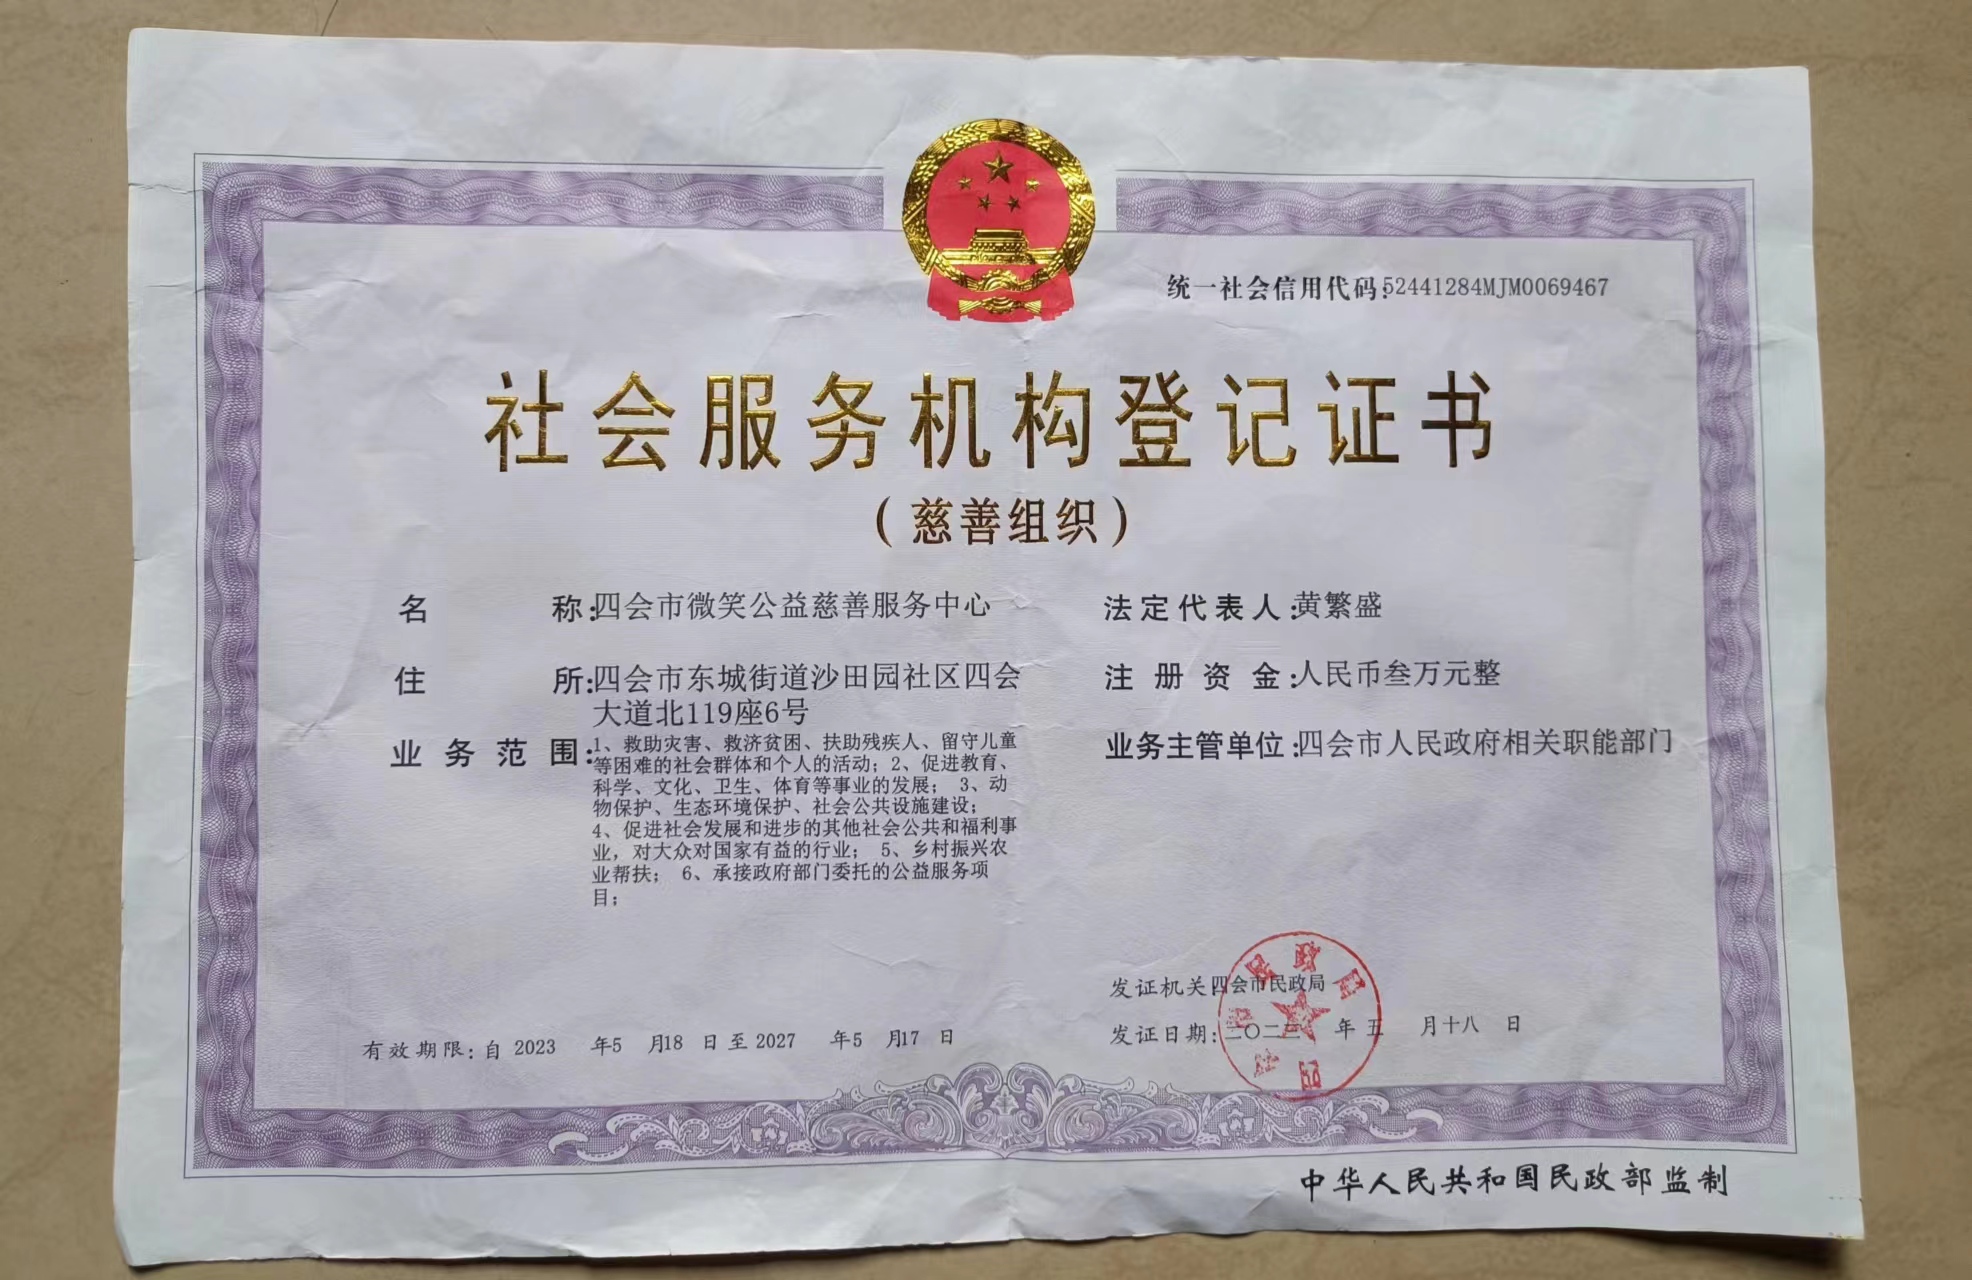 统一社会信用代码:52441284MJM0069467
社会服务机构登记证书
（慈善组织）
名称:四会市微笑公益慈善服务中心
法定代表人:黄繁盛
住所:四会市东城街道沙田园社区四会
大道北119座6号
注册资金:人民币叁万元整
业务范围:1、救助灾害、救济贫困、扶助残疾人、留守儿童
等困难的社会群体和个人的活动；2、促进教育、
科学、文化、卫生、体育等事业的发展； 3、动
物保护、生态环境保护、社会公共设施建设；
4、促进社会发展和进步的其他社会公共和福利事
业，对大众对国家有益的行业； 5、乡村振兴农
业帮扶； 6、承接政府部门委托的公益服务项
目；
业务主管单位:四会市人民政府相关职能部门
发证机关四会市民政局
发证日期:二〇二三 年五 月十八 日
有效期限:自 2023 年5 月18 日至2027 年5 月17 日
四会市民政局
中华人民共和国民政部监制